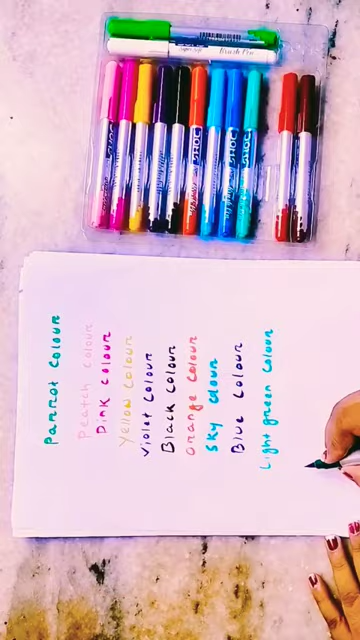 Parrot colour
Peatch colour
Pink colour
Yellow colour
Violet colour
Black colour
orange colour
Sky colour
Blue colour
Light green colour
Brush Pen